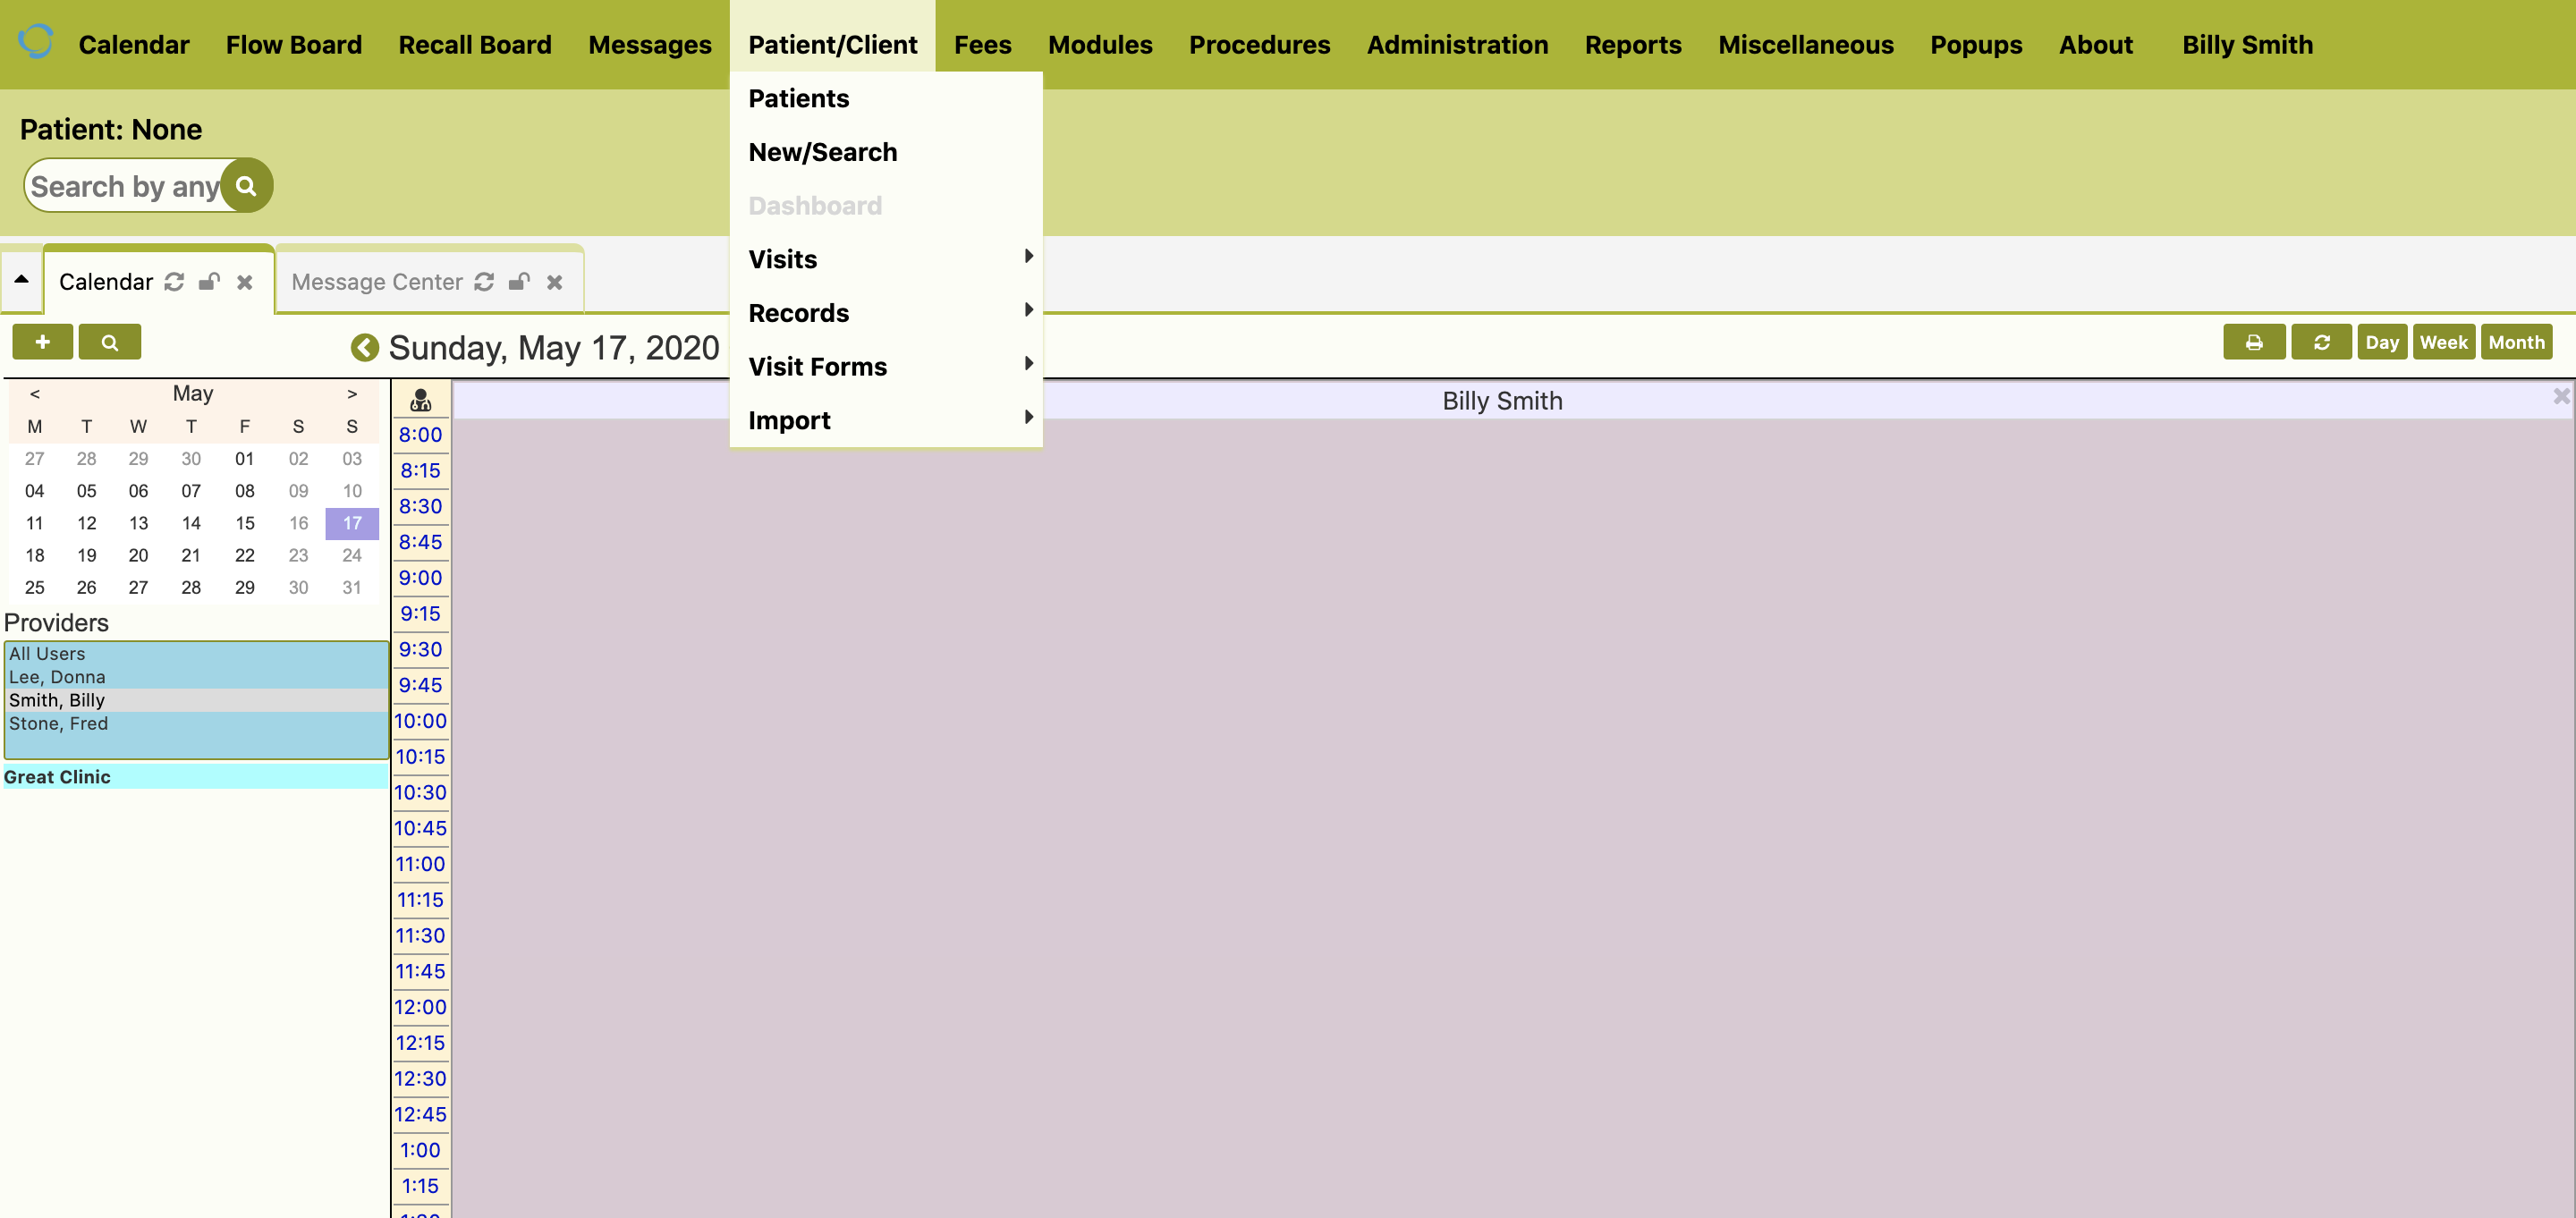 Calendar Flow Board Recall Board Messages Patient/Client Fees Modules Procedures Administration Reports Miscellaneous Popups About Billy Smith
Patients
New/Search
Dashboard
Visits
Records
Visit Forms
Import
Patient: None
Search by any
Calendar
Message Center
Sunday, May 17, 2020
Day Week Month
< May >
M T W T F S S
27 28 29 30 01 02 03
04 05 06 07 08 09 10
11 12 13 14 15 16 17
18 19 20 21 22 23 24
25 26 27 28 29 30 31
Providers
All Users
Lee, Donna
Smith, Billy
Stone, Fred
Great Clinic
Billy Smith
8:00
8:15
8:30
8:45
9:00
9:15
9:30
9:45
10:00
10:15
10:30
10:45
11:00
11:15
11:30
11:45
12:00
12:15
12:30
12:45
1:00
1:15